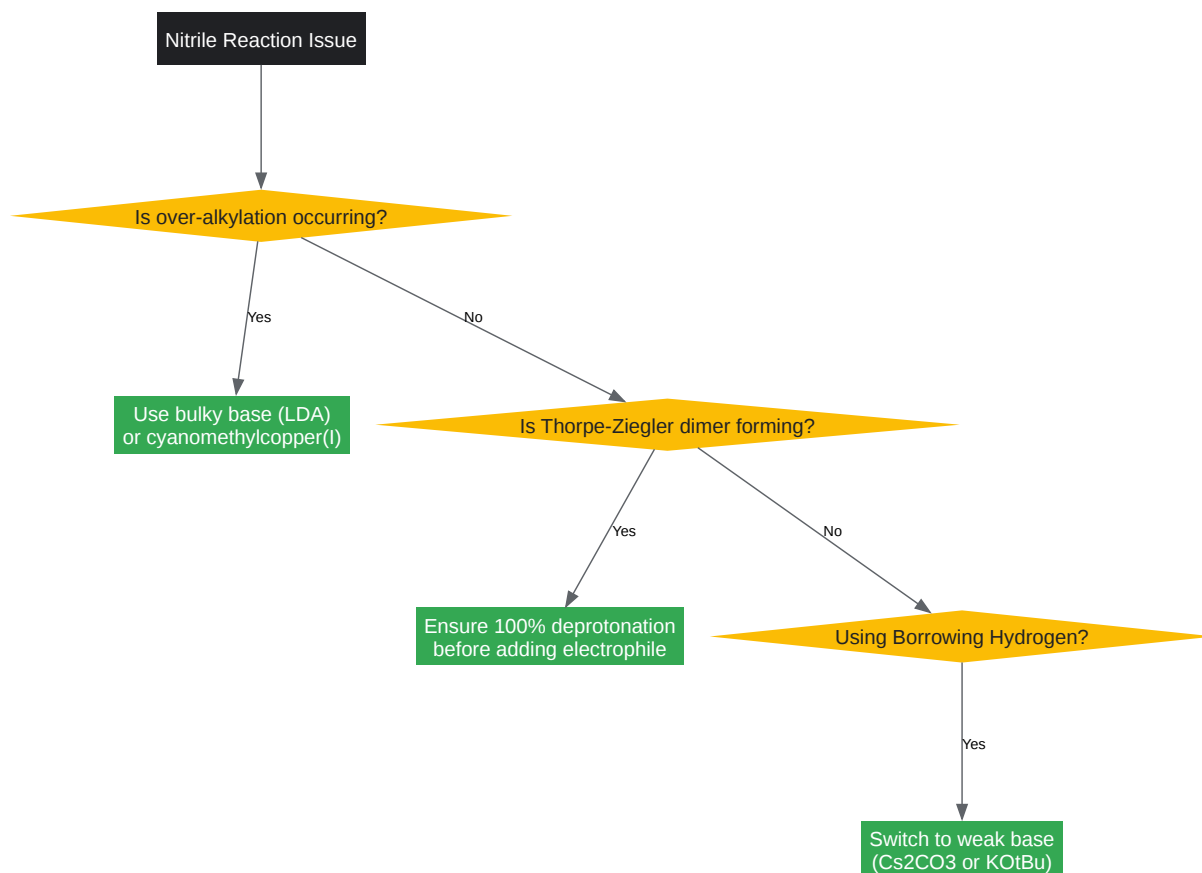 Nitrile Reaction Issue
Is over-alkylation occurring?
Yes
No
Use bulky base (LDA)
or cyanomethylcopper(I)
Is Thorpe-Ziegler dimer forming?
Yes
No
Ensure 100% deprotonation
before adding electrophile
Using Borrowing Hydrogen?
Yes
Switch to weak base
(Cs2CO3 or KOtBu)